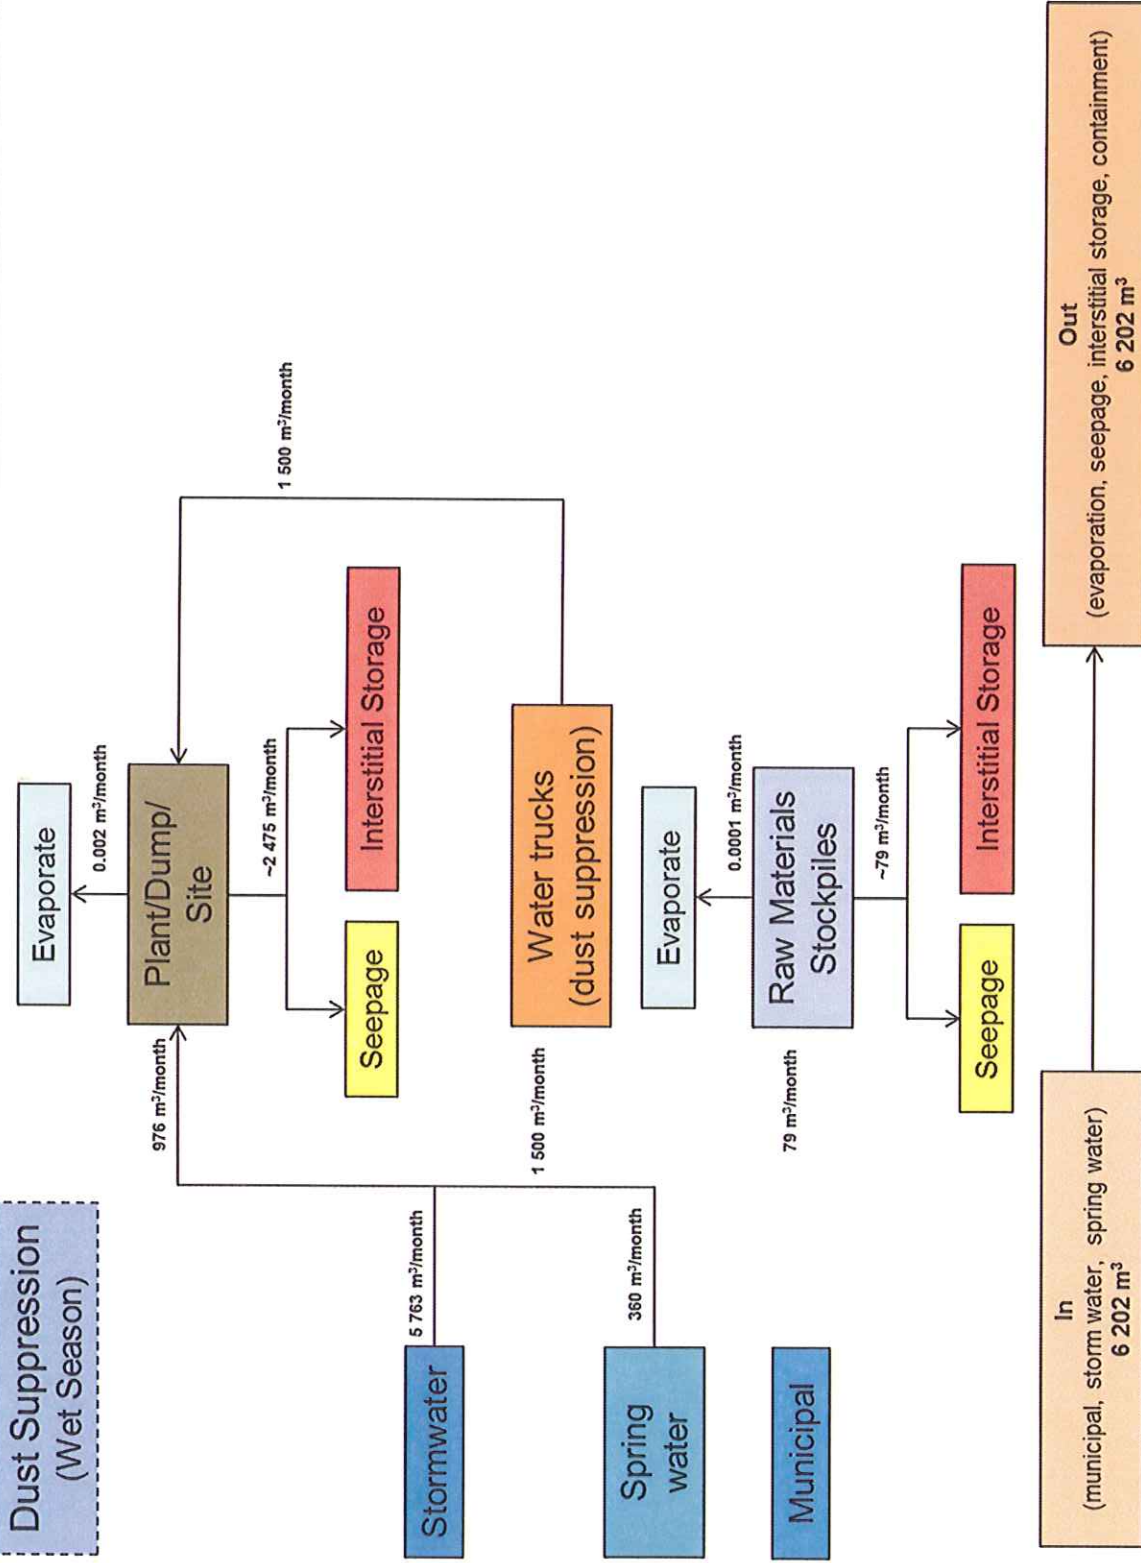 Dust Suppression
(Wet Season)
Evaporate
0.002 m³/month
976 m³/month
Plant/Dump/
Site
~2 475 m³/month
1 500 m³/month
Seepage
Interstitial Storage
Stormwater
5 763 m³/month
1 500 m³/month
Water trucks
(dust suppression)
Spring
water
360 m³/month
Evaporate
0.0001 m³/month
Municipal
79 m³/month
Raw Materials
Stockpiles
~79 m³/month
Seepage
Interstitial Storage
In
(municipal, storm water, spring water)
6 202 m³
Out
(evaporation, seepage, interstitial storage, containment)
6 202 m³